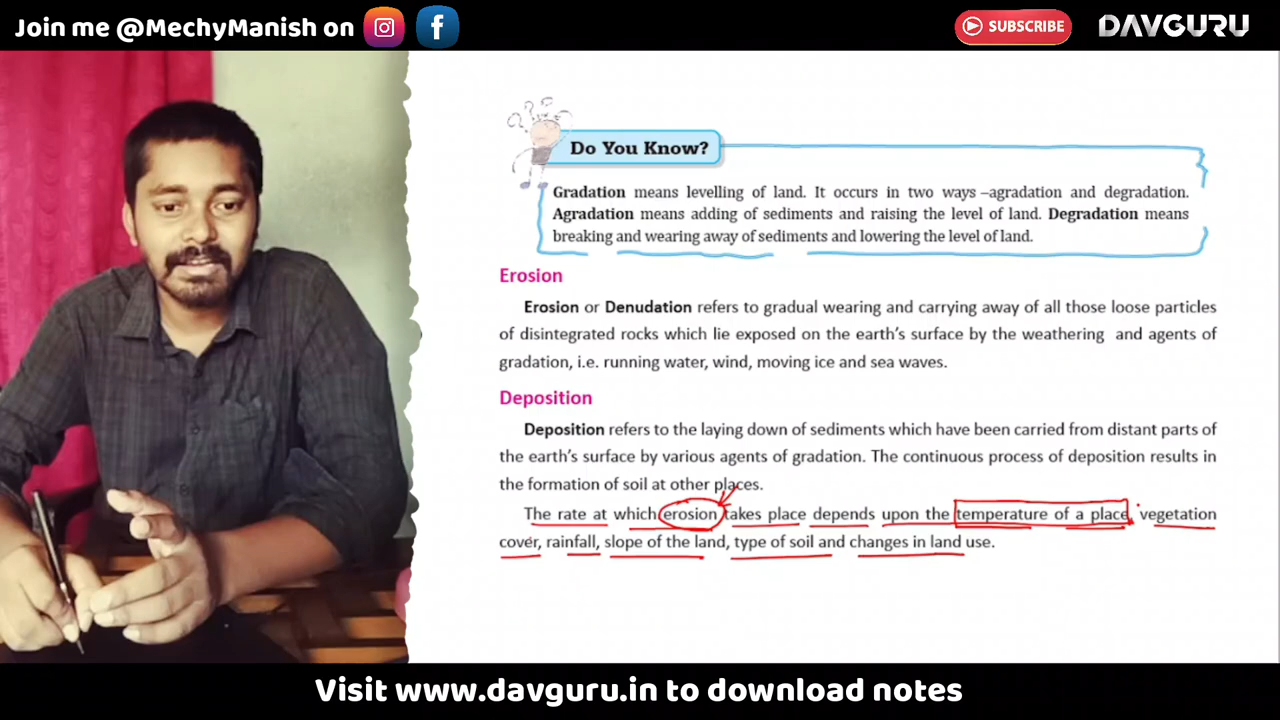 Join me @MechyManish on
SUBSCRIBE
DAVGURU
Do You Know?
Gradation means levelling of land. It occurs in two ways –agradation and degradation.
Agradation means adding of sediments and raising the level of land. Degradation means
breaking and wearing away of sediments and lowering the level of land.
Erosion
Erosion or Denudation refers to gradual wearing and carrying away of all those loose particles
of disintegrated rocks which lie exposed on the earth's surface by the weathering and agents of
gradation, i.e. running water, wind, moving ice and sea waves.
Deposition
Deposition refers to the laying down of sediments which have been carried from distant parts of
the earth's surface by various agents of gradation. The continuous process of deposition results in
the formation of soil at other places.
The rate at which erosion takes place depends upon the temperature of a place, vegetation
cover, rainfall, slope of the land, type of soil and changes in land use.
Visit www.davguru.in to download notes